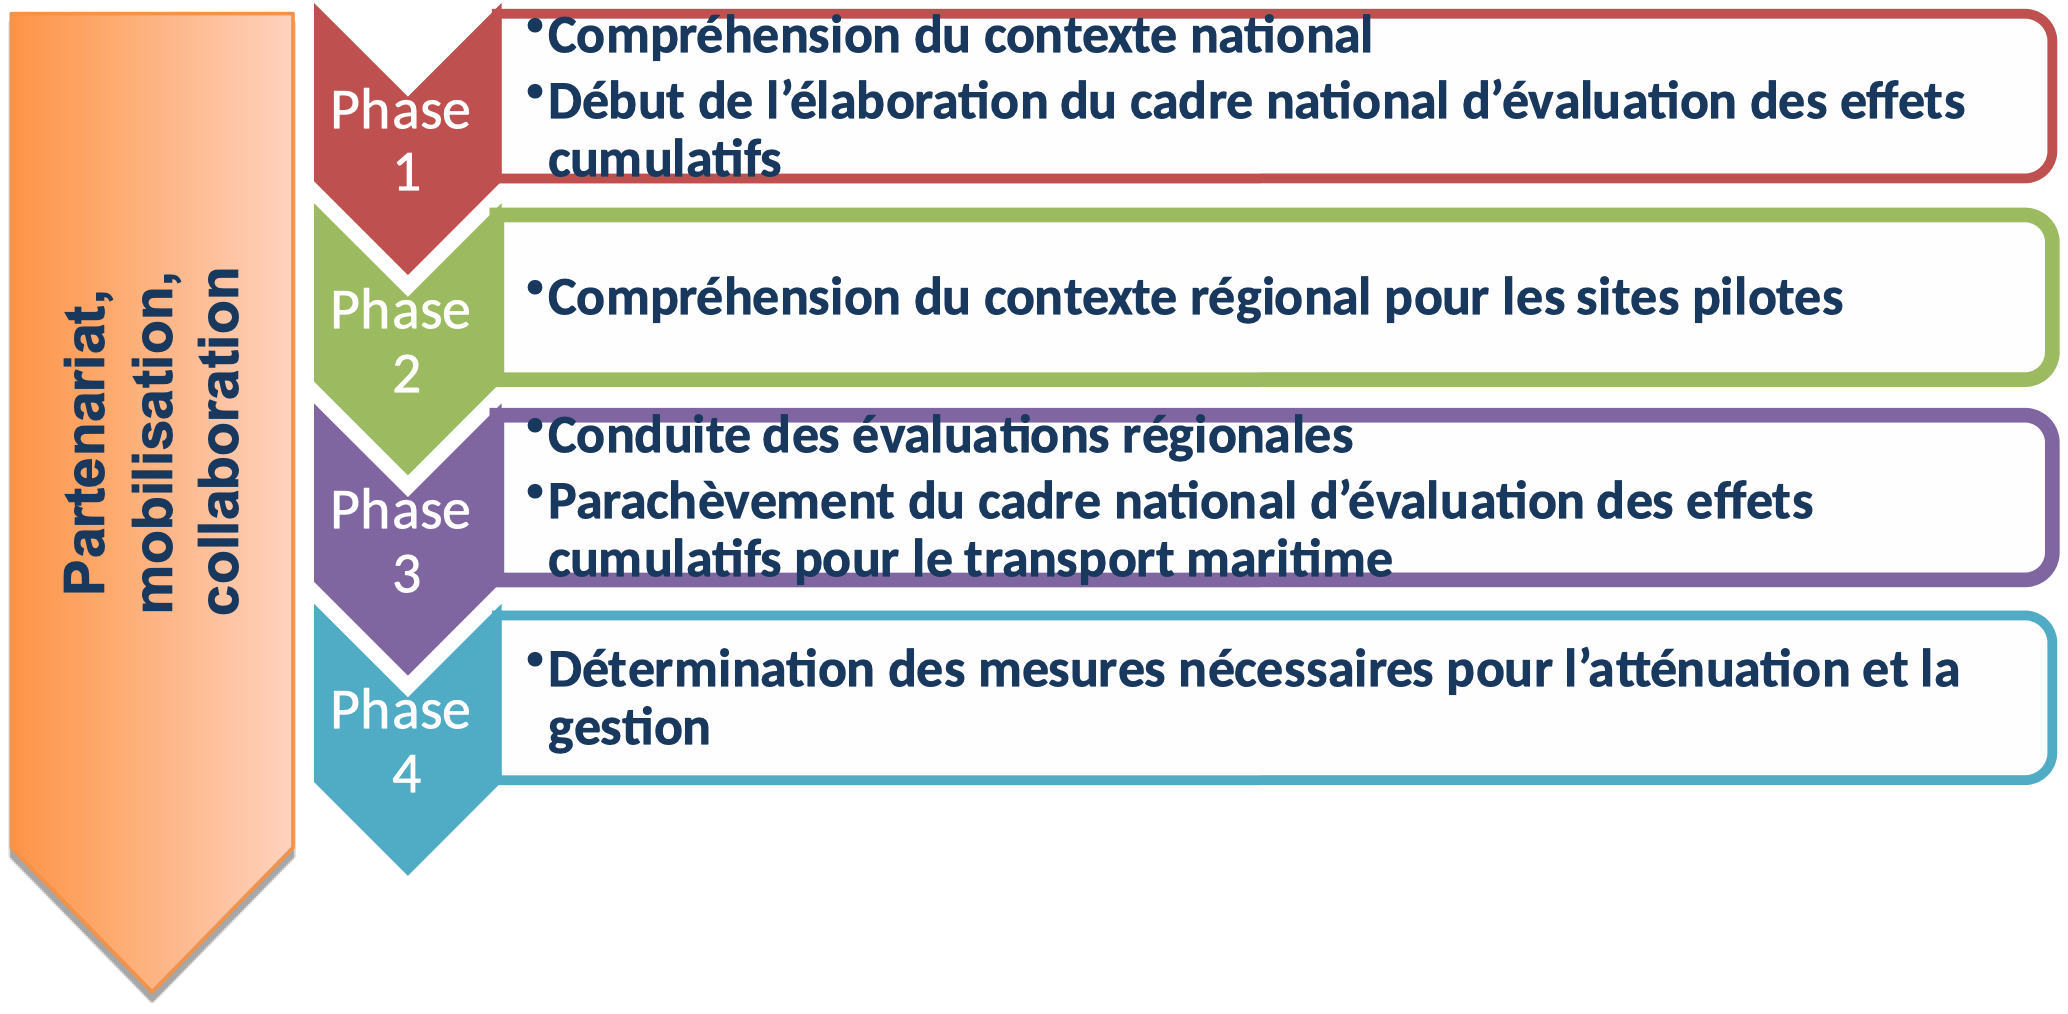 Partenariat,
mobilisation,
collaboration
Phase
1
•Compréhension du contexte national
•Début de l’élaboration du cadre national d’évaluation des effets
cumulatifs
Phase
2
•Compréhension du contexte régional pour les sites pilotes
Phase
3
•Conduite des évaluations régionales
•Parachèvement du cadre national d’évaluation des effets
cumulatifs pour le transport maritime
Phase
4
•Détermination des mesures nécessaires pour l’atténuation et la
gestion